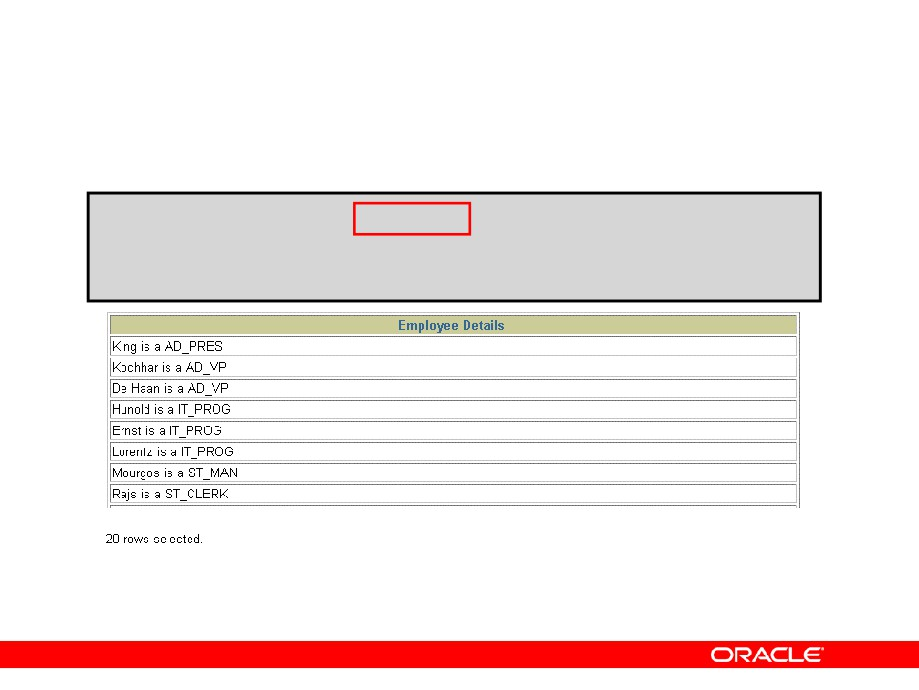 Employee Details
King is a AD_PRES
Kochhar is a AD_VP
De Haan is a AD_VP
Hunold is a IT_PROG
Ernst is a IT_PROG
Lorentz is a IT_PROG
Mourgos is a ST_MAN
Rajs is a ST_CLERK
20 rows selected.
ORACLE